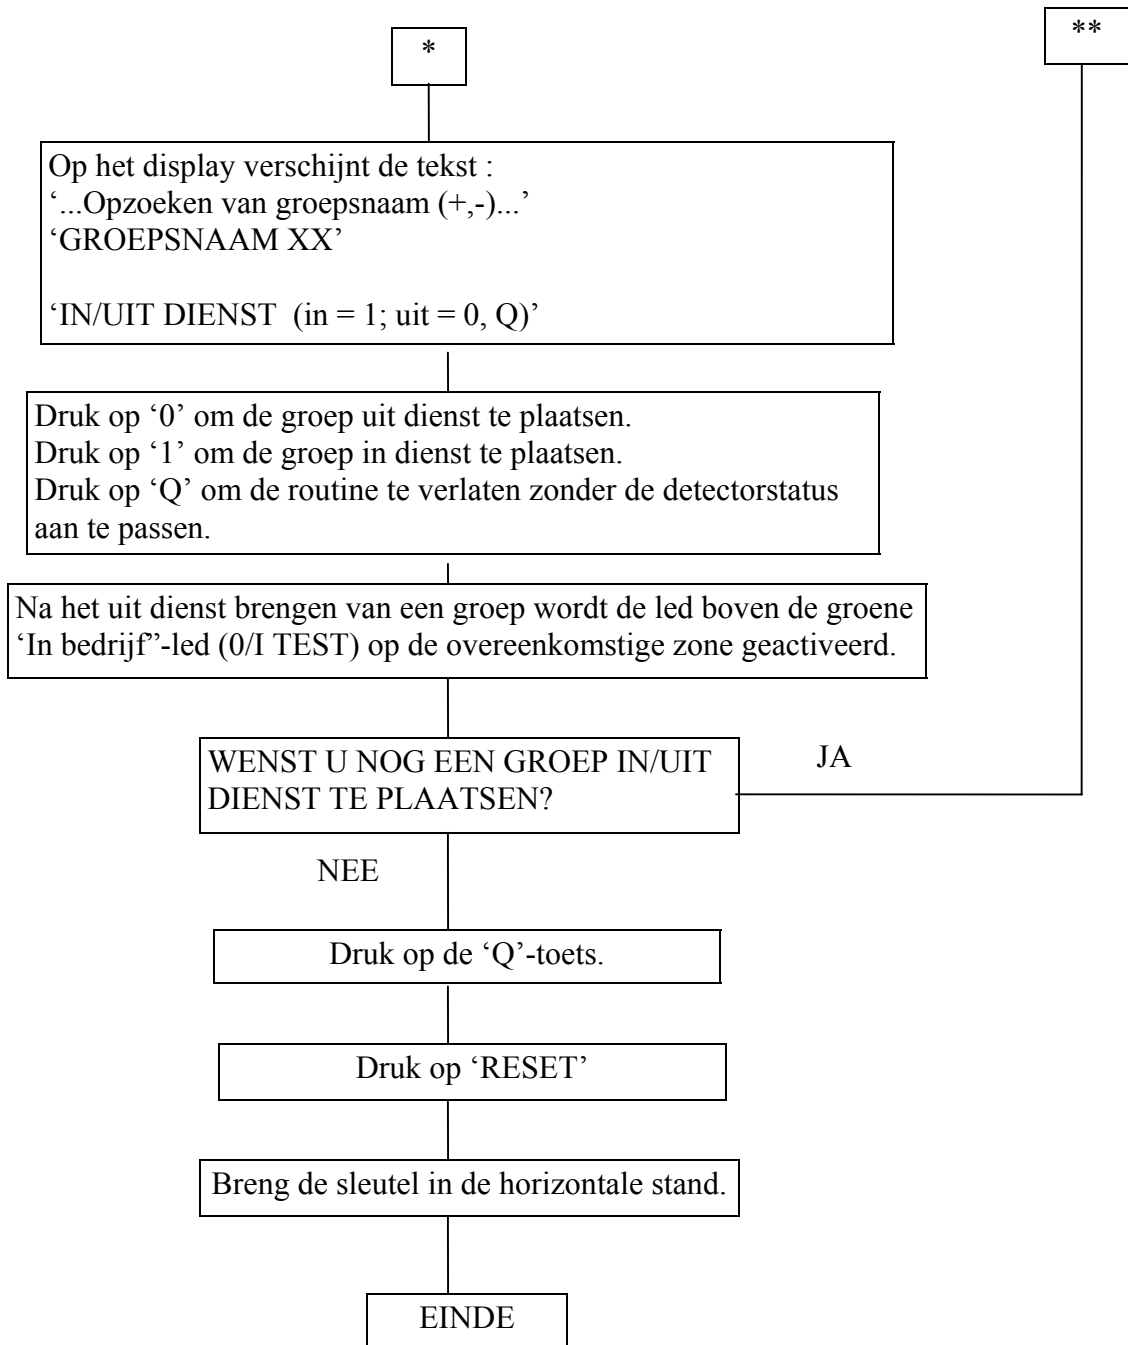 *
**
Op het display verschijnt de tekst :
‘...Opzoeken van groepsnaam (+,-)...’
‘GROEPSNAAM XX’
‘IN/UIT DIENST  (in = 1; uit = 0, Q)’
Druk op ‘0’ om de groep uit dienst te plaatsen.
Druk op ‘1’ om de groep in dienst te plaatsen.
Druk op ‘Q’ om de routine te verlaten zonder de detectorstatus
aan te passen.
Na het uit dienst brengen van een groep wordt de led boven de groene
‘In bedrijf”-led (0/I TEST) op de overeenkomstige zone geactiveerd.
WENST U NOG EEN GROEP IN/UIT
DIENST TE PLAATSEN?
JA
NEE
Druk op de ‘Q’-toets.
Druk op ‘RESET’
Breng de sleutel in de horizontale stand.
EINDE